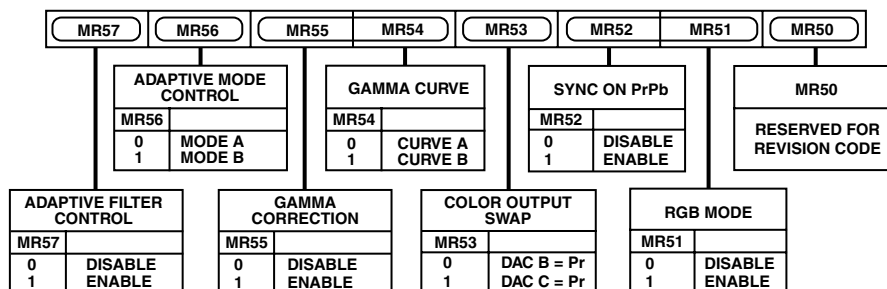 MR57 MR56 MR55 MR54 MR53 MR52 MR51 MR50
ADAPTIVE MODE
CONTROL
MR56
0 MODE A
1 MODE B
GAMMA CURVE
MR54
0 CURVE A
1 CURVE B
SYNC ON PrPb
MR52
0 DISABLE
1 ENABLE
MR50
RESERVED FOR
REVISION CODE
ADAPTIVE FILTER
CONTROL
MR57
0 DISABLE
1 ENABLE
GAMMA
CORRECTION
MR55
0 DISABLE
1 ENABLE
COLOR OUTPUT
SWAP
MR53
0 DAC B = Pr
1 DAC C = Pr
RGB MODE
MR51
0 DISABLE
1 ENABLE